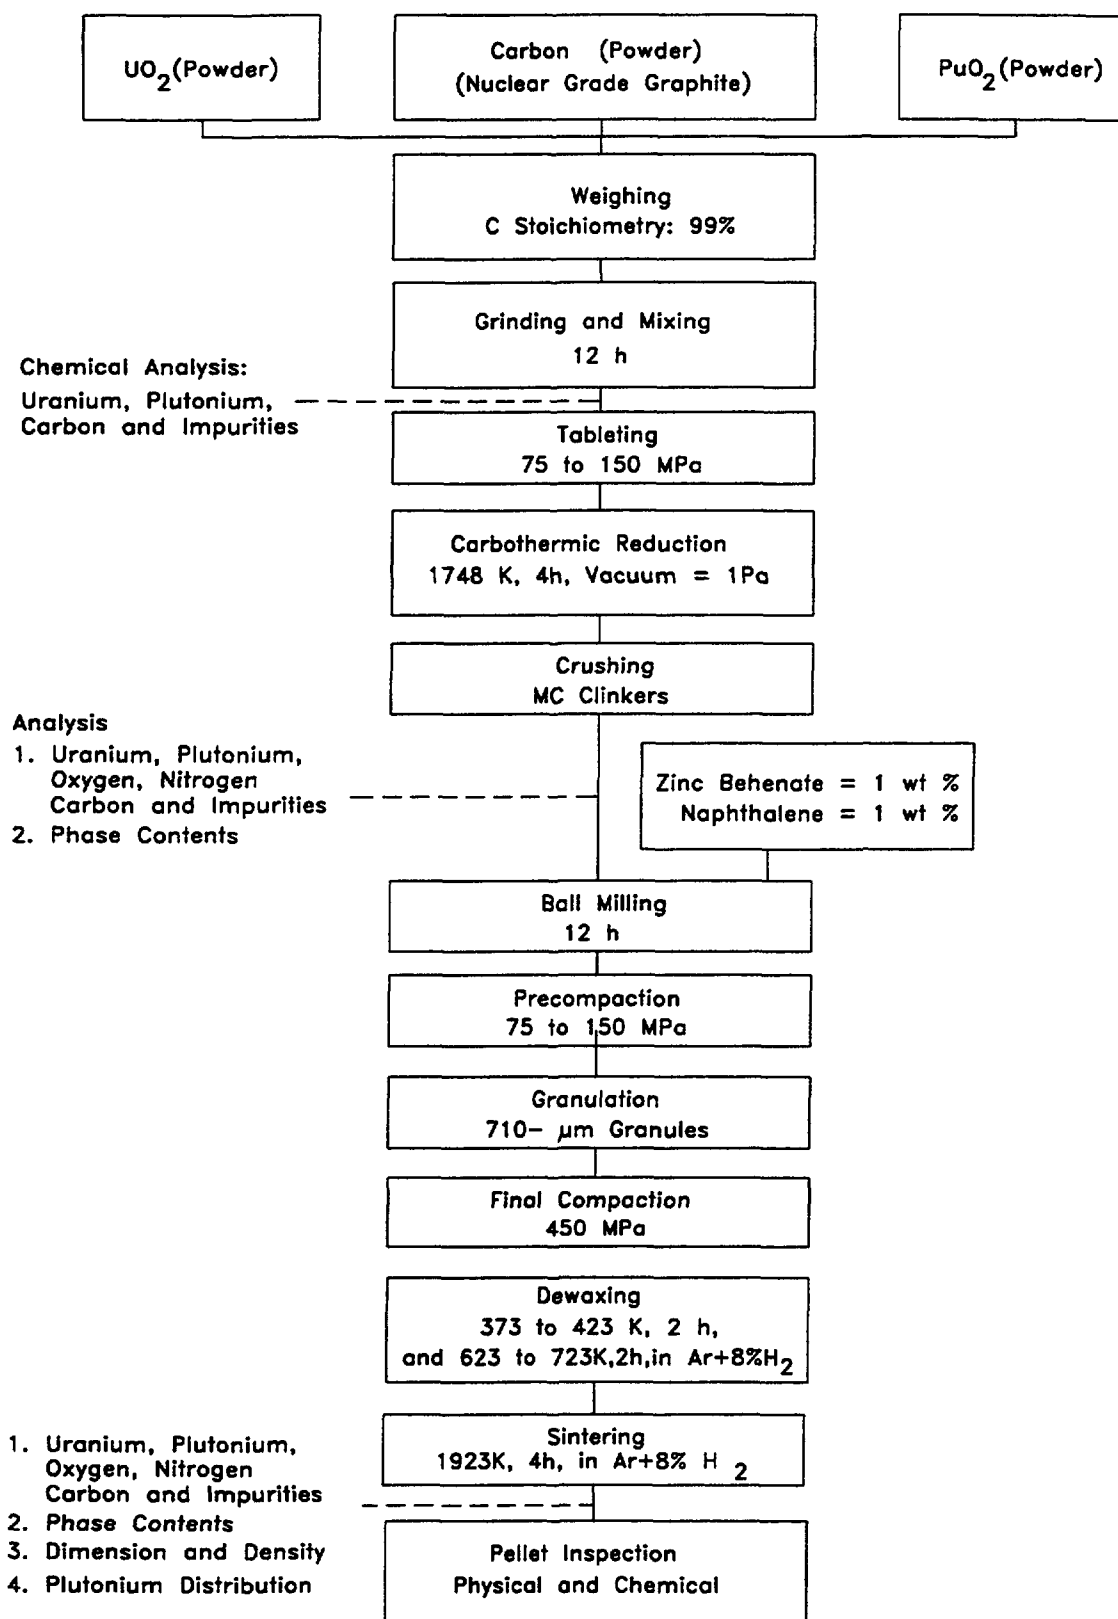 UO2(Powder)
Carbon (Powder)
(Nuclear Grade Graphite)
PuO2(Powder)
Weighing
C Stoichiometry: 99%
Grinding and Mixing
12 h
Chemical Analysis:
Uranium, Plutonium,
Carbon and Impurities
Tableting
75 to 150 MPa
Carbothermic Reduction
1748 K, 4h, Vacuum = 1Pa
Crushing
MC Clinkers
Analysis
1. Uranium, Plutonium,
Oxygen, Nitrogen
Carbon and Impurities
2. Phase Contents
Zinc Behenate = 1 wt %
Naphthalene = 1 wt %
Ball Milling
12 h
Precompaction
75 to 150 MPa
Granulation
710- µm Granules
Final Compaction
450 MPa
Dewaxing
373 to 423 K, 2 h,
and 623 to 723K,2h,in Ar+8%H2
Sintering
1923K, 4h, in Ar+8% H 2
1. Uranium, Plutonium,
Oxygen, Nitrogen
Carbon and Impurities
2. Phase Contents
3. Dimension and Density
4. Plutonium Distribution
Pellet Inspection
Physical and Chemical